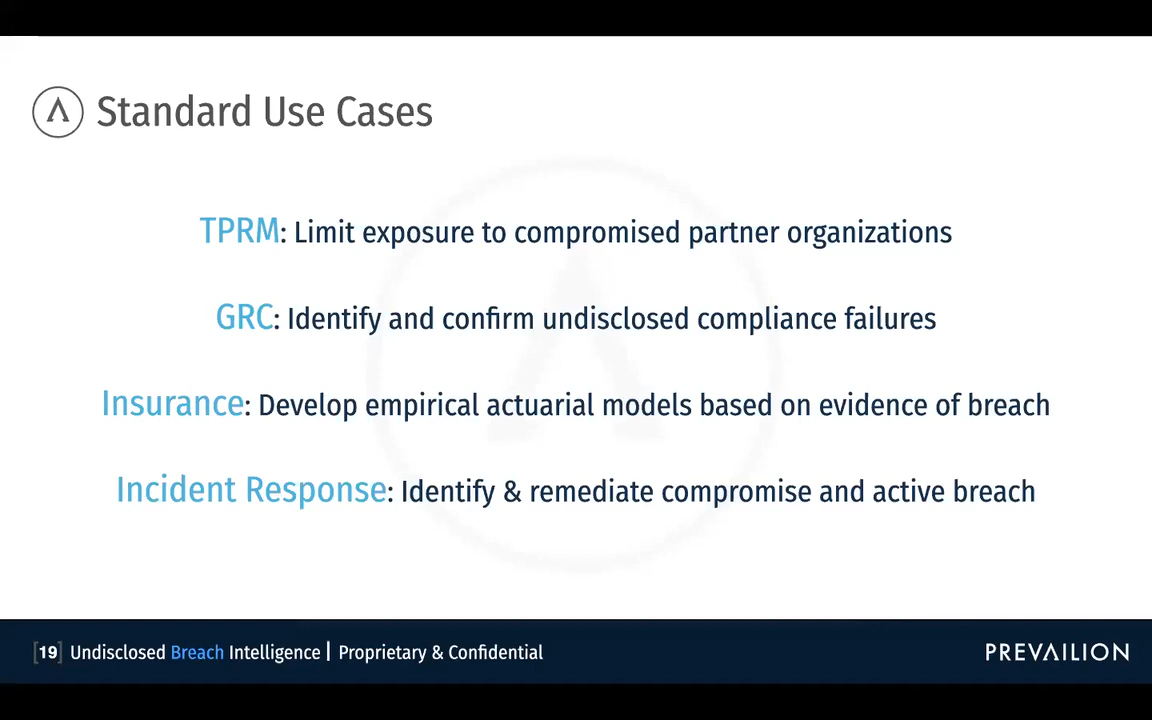 Standard Use Cases
TPRM: Limit exposure to compromised partner organizations
GRC: Identify and confirm undisclosed compliance failures
Insurance: Develop empirical actuarial models based on evidence of breach
Incident Response: Identify & remediate compromise and active breach
[19] Undisclosed Breach Intelligence | Proprietary & Confidential
PREVAILION